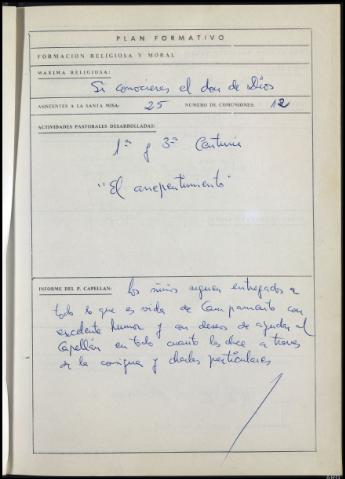 PLAN FORMATIVO
FORMACION RELIGIOSA Y MORAL
MAXIMA RELIGIOSA:
Si conocieres el don de Dios
ASISTENTES A LA SANTA MISA: 25 NUMERO DE COMUNIONES: 12
ACTIVIDADES PASTORALES DESARROLLADAS:
1ª y 3ª Centuria
"El arrepentimiento"
INFORME DEL P. CAPELLAN: Los niños siguen entregados a
todo lo que es vida de Campamento con
excelente humor y con deseos de ayudar al
Capellán en todo cuanto les dice a traves
de la consigna y charlas particulares